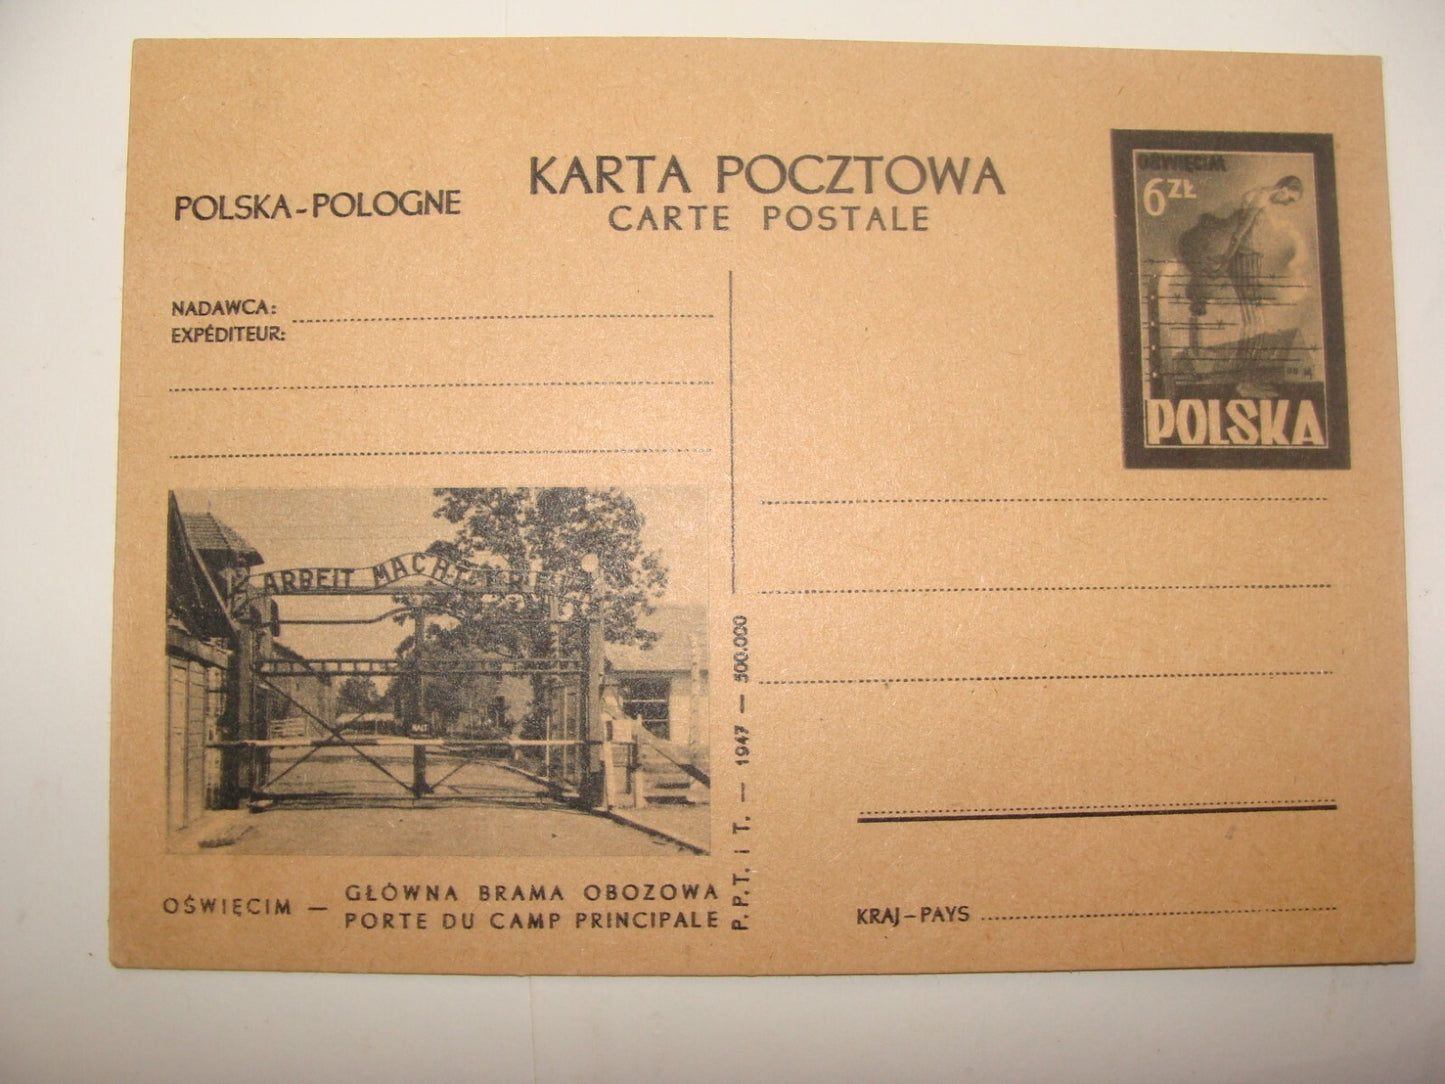 POLSKA-POLOGNE
KARTA POCZTOWA
CARTE POSTALE
OŚWIĘCIM
6 ZŁ
POLSKA
NADAWCA:
EXPÉDITEUR:
ARBEIT MACHT FREI
OŚWIĘCIM — GŁÓWNA BRAMA OBOZOWA
PORTE DU CAMP PRINCIPALE
P.P.T. i T. — 1947 — 500.000
KRAJ-PAYS